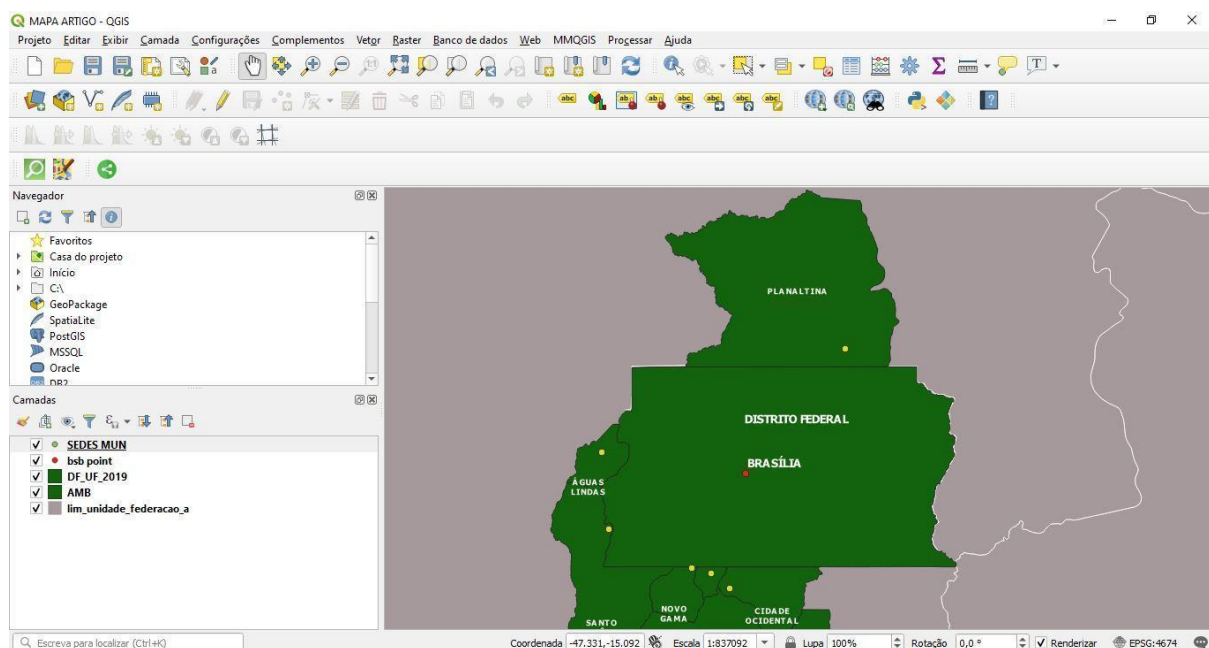 MAPA ARTIGO - QGIS
Projeto Editar Exibir Camada Configurações Complementos Vetor Raster Banco de dados Web MMQGIS Processar Ajuda
Navegador
Favoritos
Casa do projeto
Início
C:\
GeoPackage
SpatiaLite
PostGIS
MSSQL
Oracle
DB2
Camadas
SEDES MUN
bsb point
DF_UF_2019
AMB
lim_unidade_federacao_a
PLANALTINA
DISTRITO FEDERAL
BRASÍLIA
ÁGUAS
LINDAS
NOVO
GAMA
CIDADE
OCIDENTAL
SANTO
Escreva para localizar (Ctrl+K)
Coordenada -47.331,-15.092 Escala 1:837092 Lupa 100% Rotação 0,0 ° Renderizar EPSG:4674